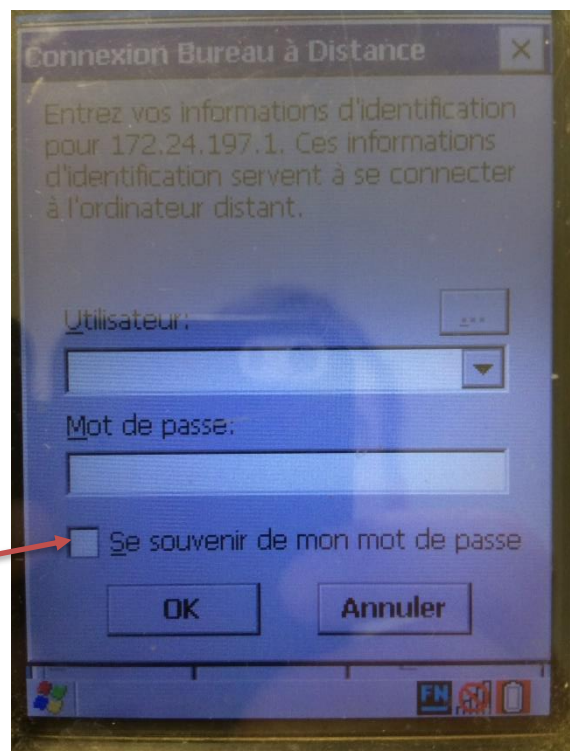 Connexion Bureau à Distance
Entrez vos informations d'identification
pour 172.24.197.1. Ces informations
d'identification servent à se connecter
à l'ordinateur distant.
Utilisateur:
...
Mot de passe:
Se souvenir de mon mot de passe
OK Annuler
FN